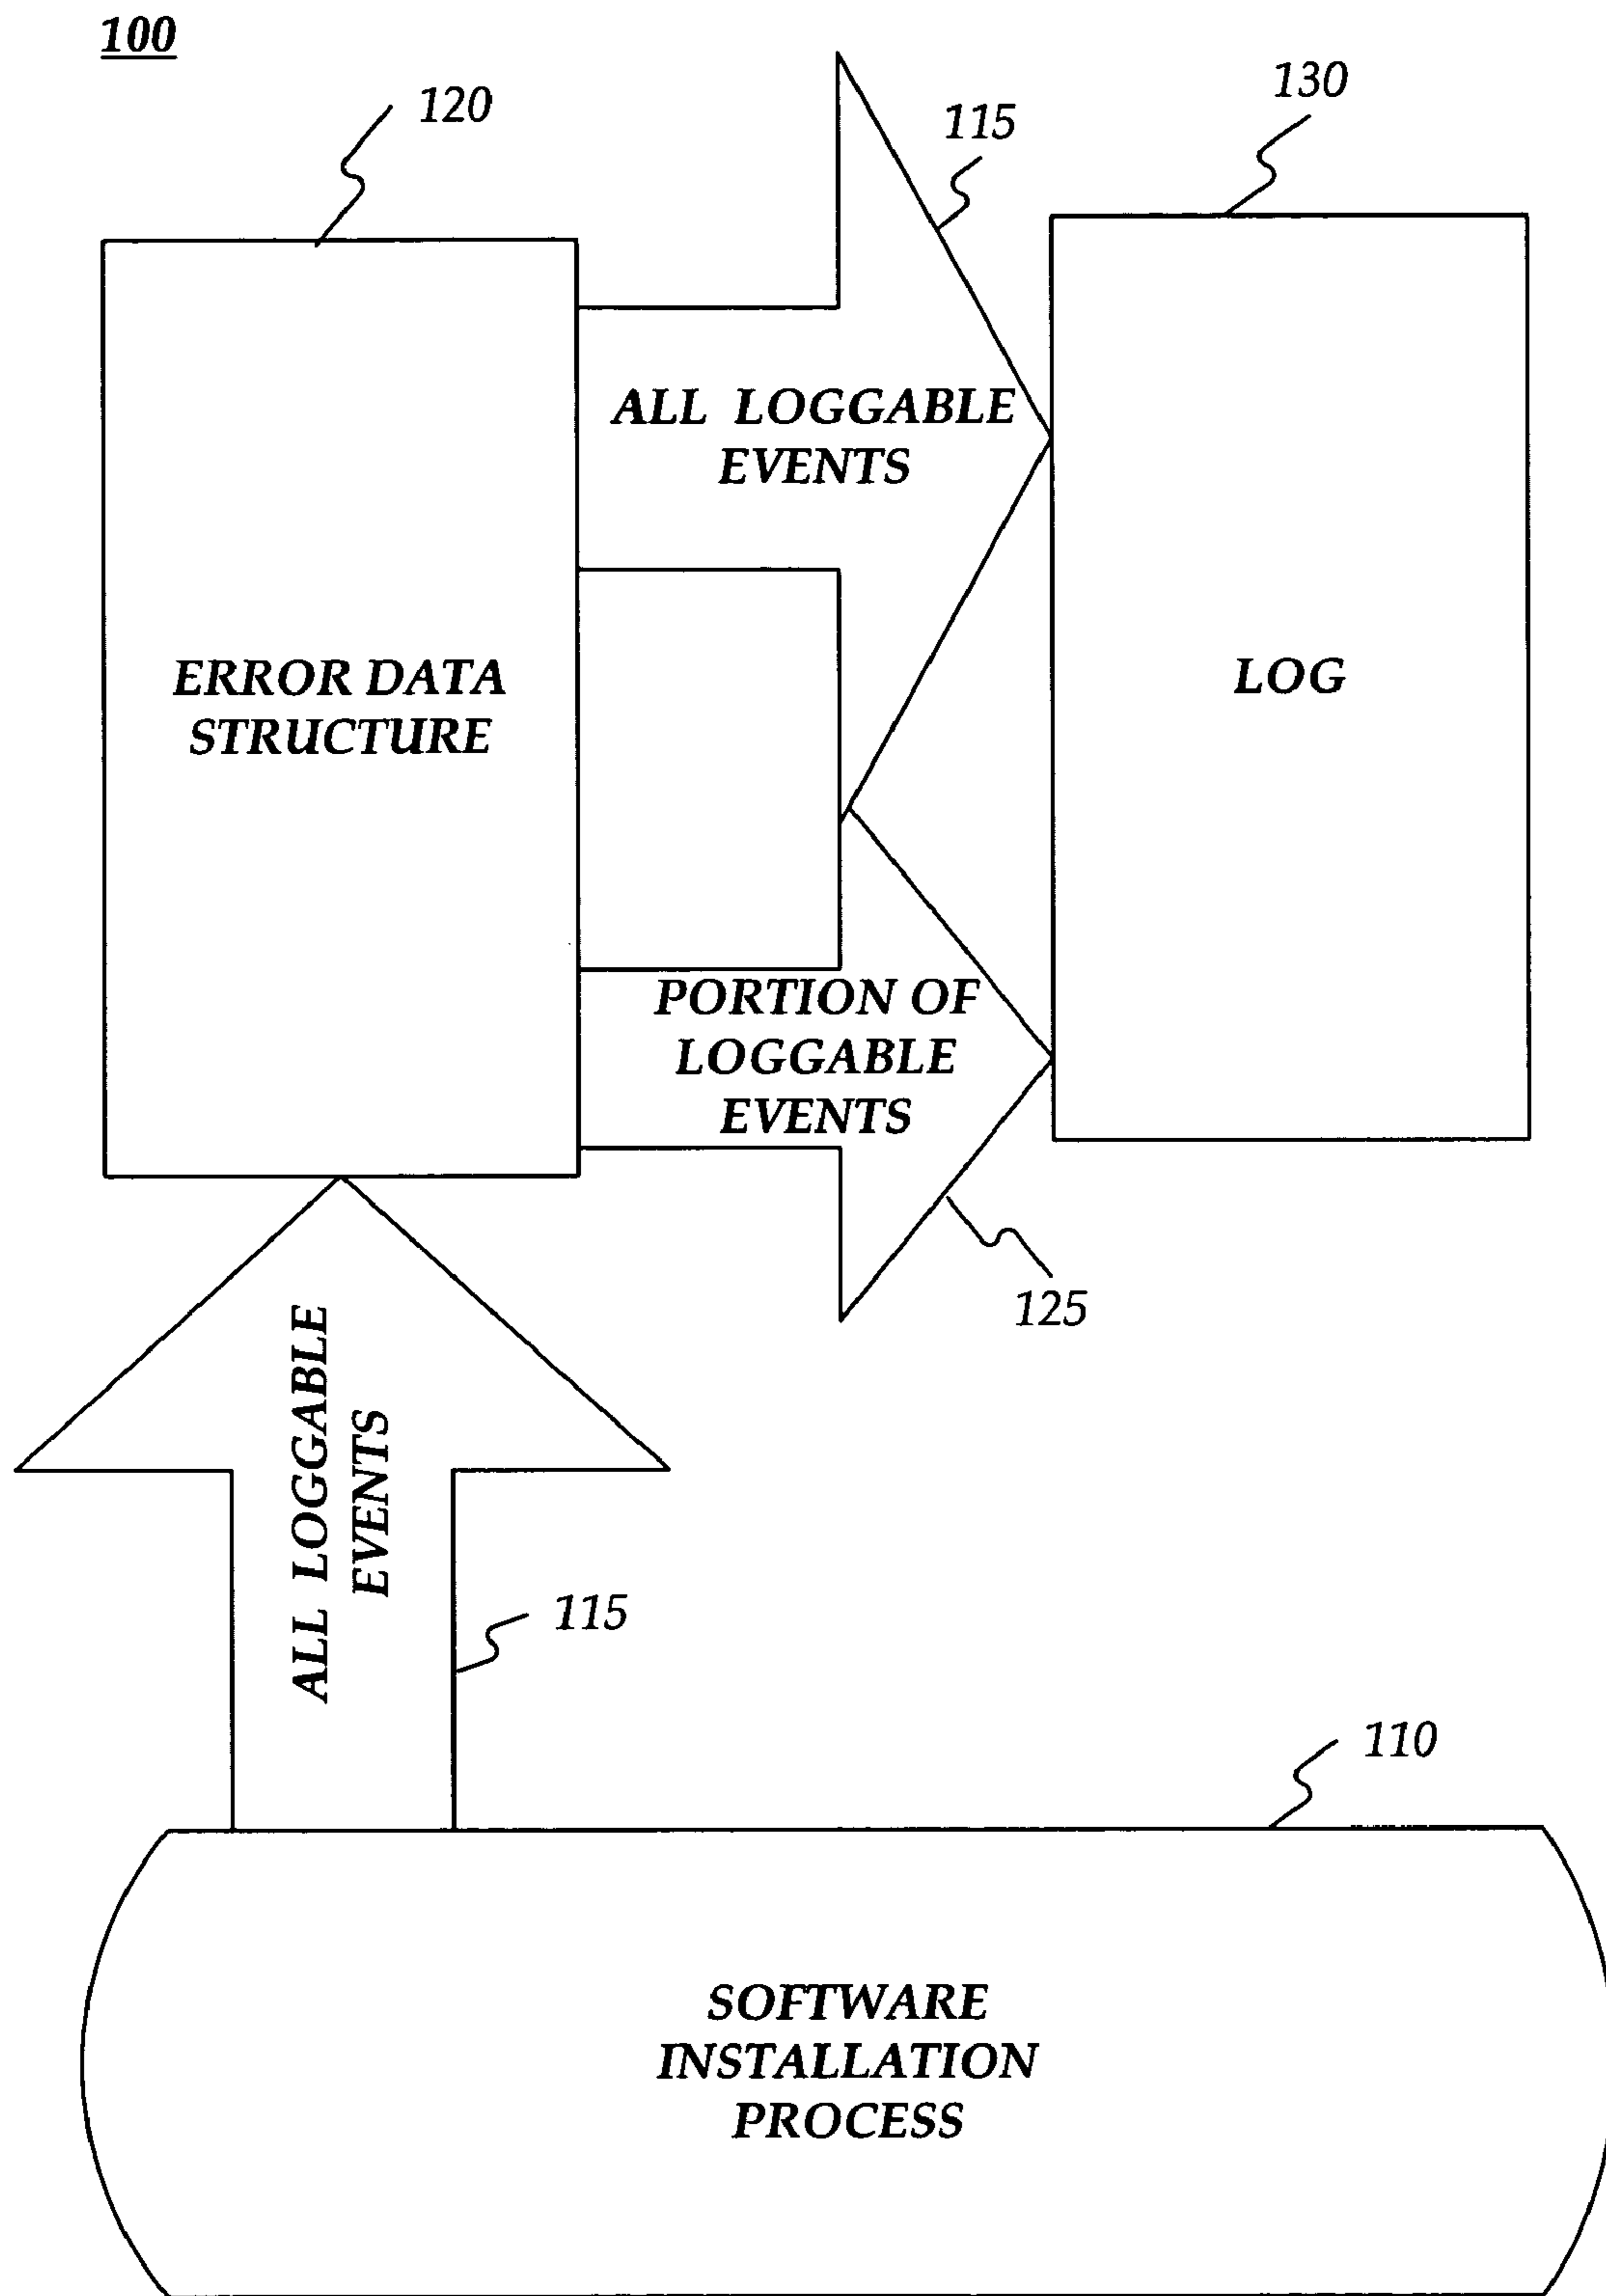 100
120
115
130
ALL LOGGABLE
EVENTS
ERROR DATA
STRUCTURE
LOG
PORTION OF
LOGGABLE
EVENTS
125
ALL LOGGABLE
EVENTS
115
110
SOFTWARE
INSTALLATION
PROCESS